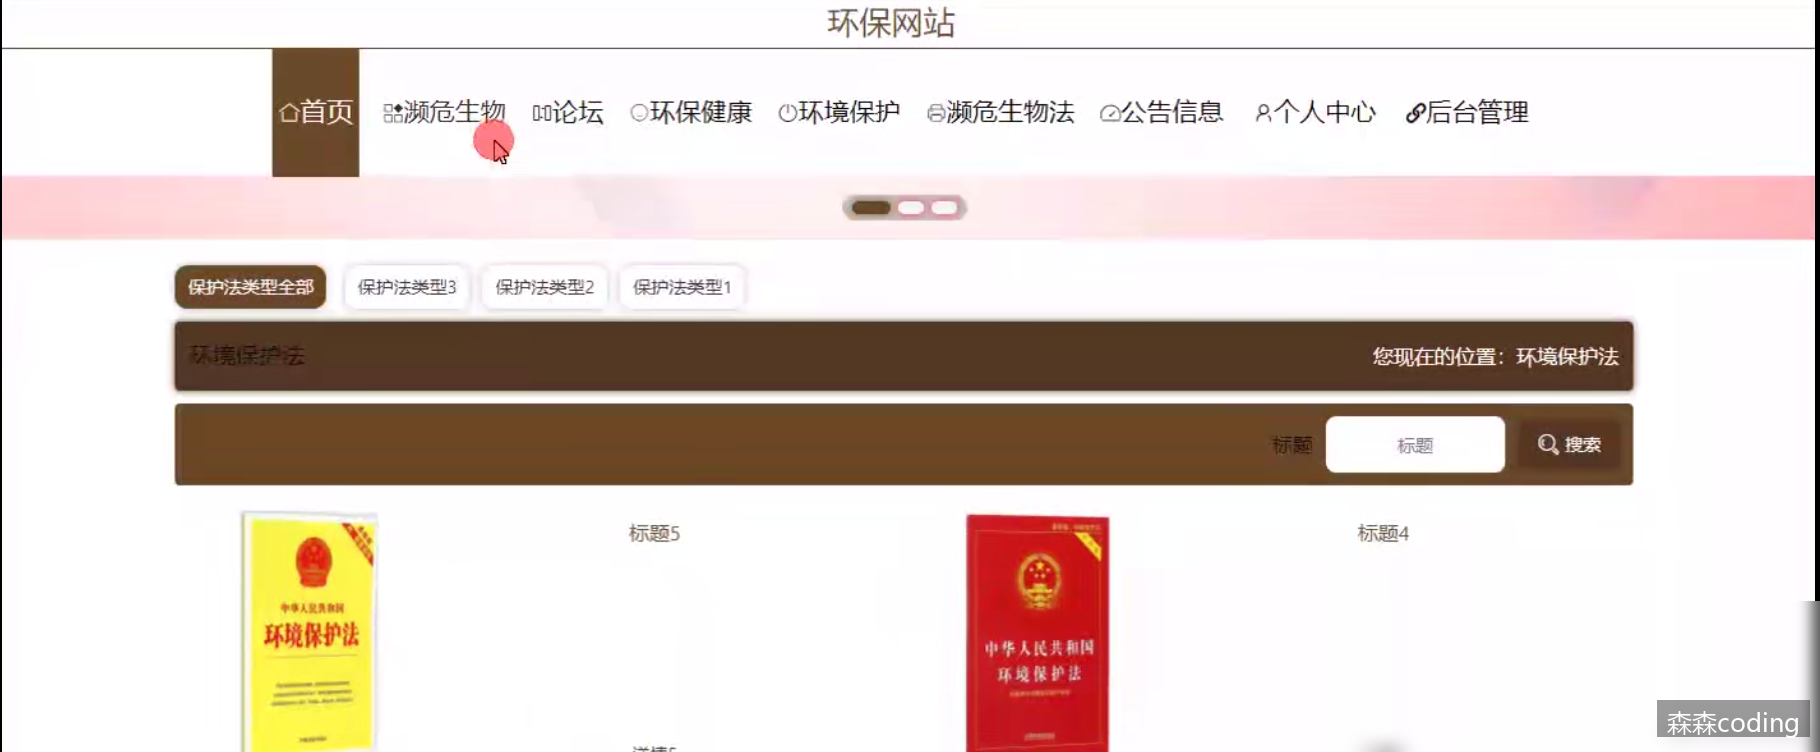 环保网站
首页 濒危生物 论坛 环保健康 环境保护 濒危生物法 公告信息 个人中心 后台管理
保护法类型全部 保护法类型3 保护法类型2 保护法类型1
环境保护法 您现在的位置：环境保护法
标题 标题 搜索
标题5 标题4
中华人民共和国
环境保护法
中华人民共和国
环境保护法
森森coding